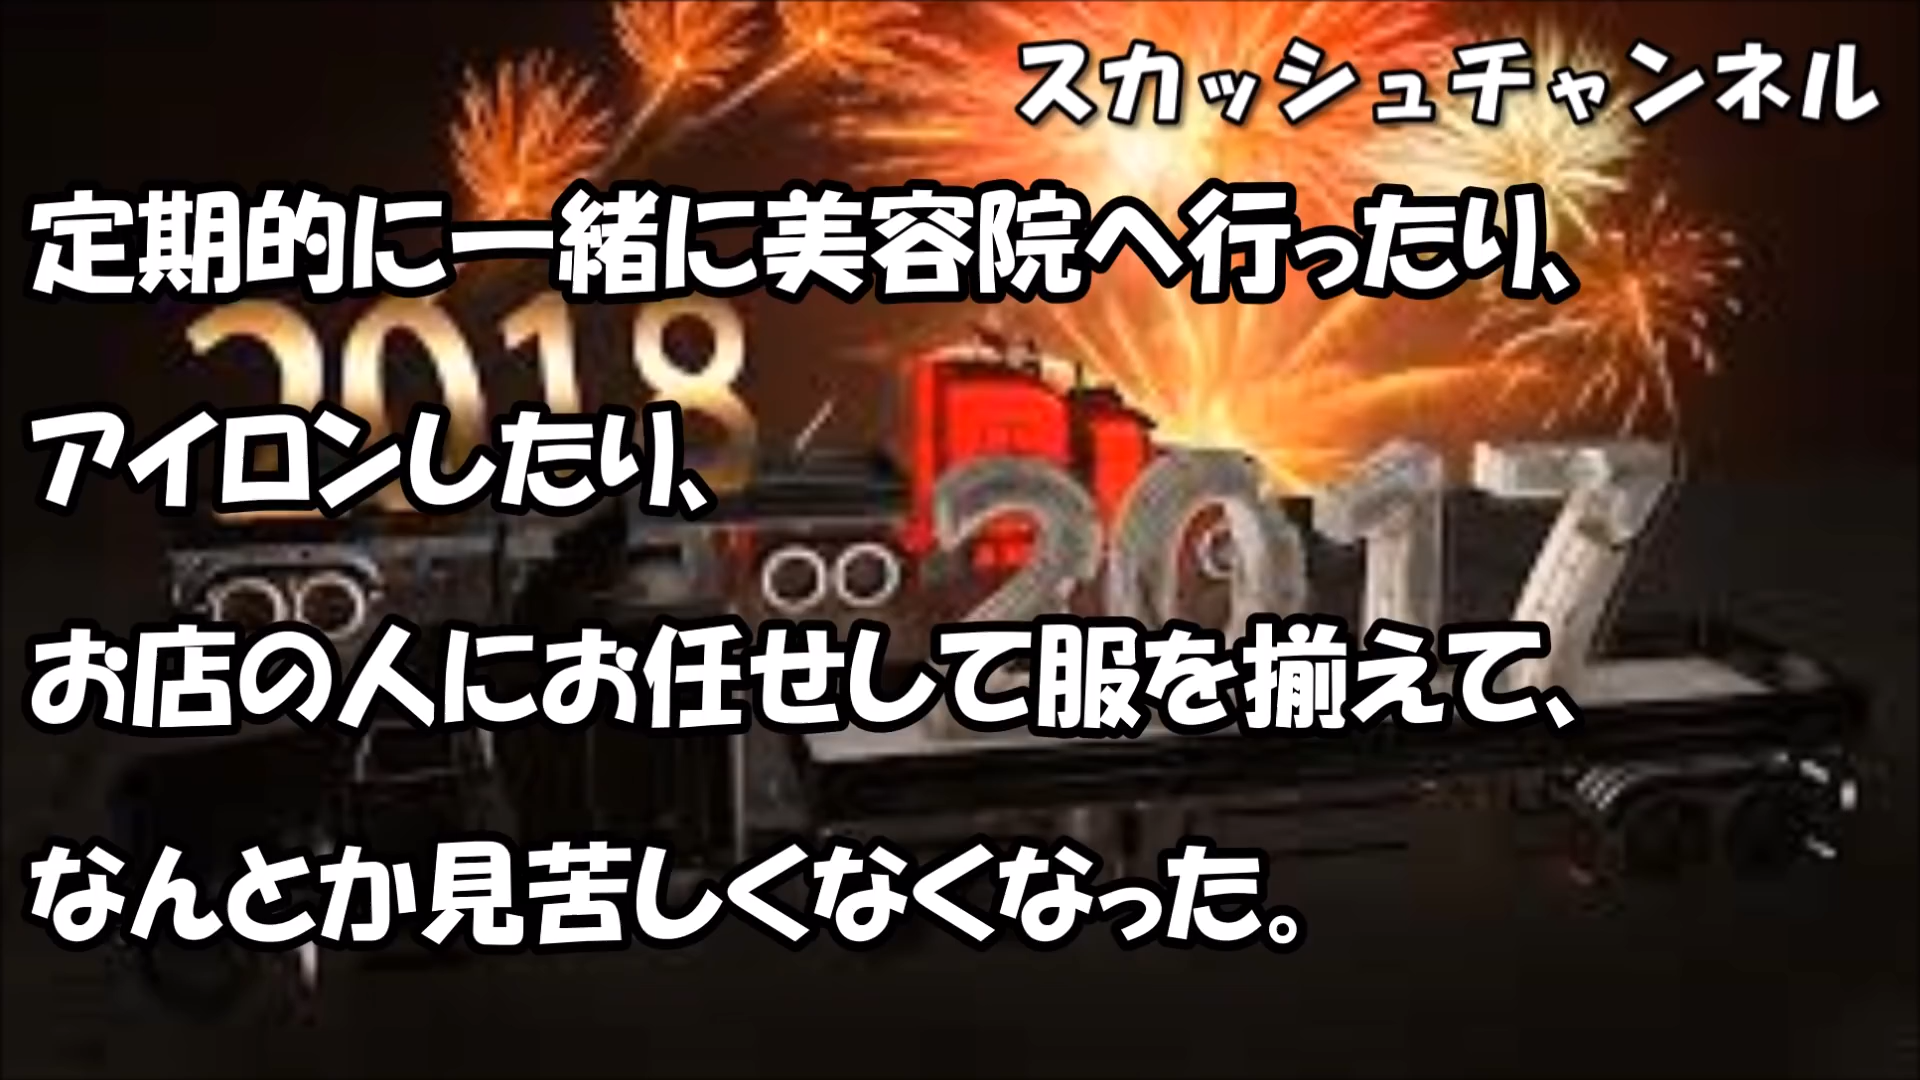 スカッシュチャンネル
定期的に一緒に美容院へ行ったり、
2018
アイロンしたり、
2017
お店の人にお任せして服を揃えて、
なんとか見苦しくなくなった。